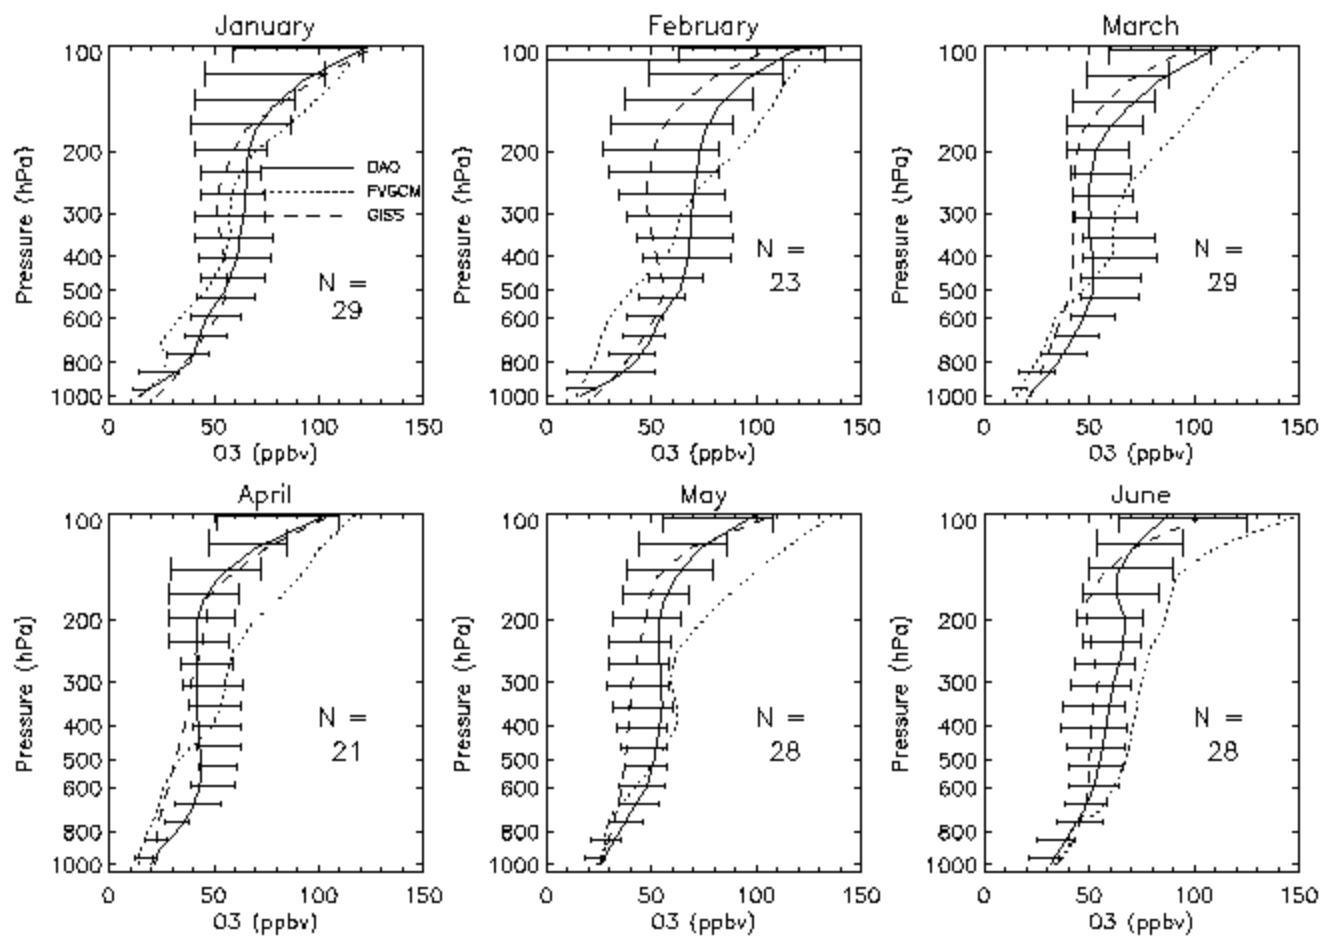 January
100
200
300
400
500
600
800
1000
Pressure (hPa)
DAO
FVGCM
GISS
N =
29
0 50 100 150
O3 (ppbv)
February
100
200
300
400
500
600
800
1000
Pressure (hPa)
N =
23
0 50 100 150
O3 (ppbv)
March
100
200
300
400
500
600
800
1000
Pressure (hPa)
N =
29
0 50 100 150
O3 (ppbv)
April
100
200
300
400
500
600
800
1000
Pressure (hPa)
N =
21
0 50 100 150
O3 (ppbv)
May
100
200
300
400
500
600
800
1000
Pressure (hPa)
N =
28
0 50 100 150
O3 (ppbv)
June
100
200
300
400
500
600
800
1000
Pressure (hPa)
N =
28
0 50 100 150
O3 (ppbv)